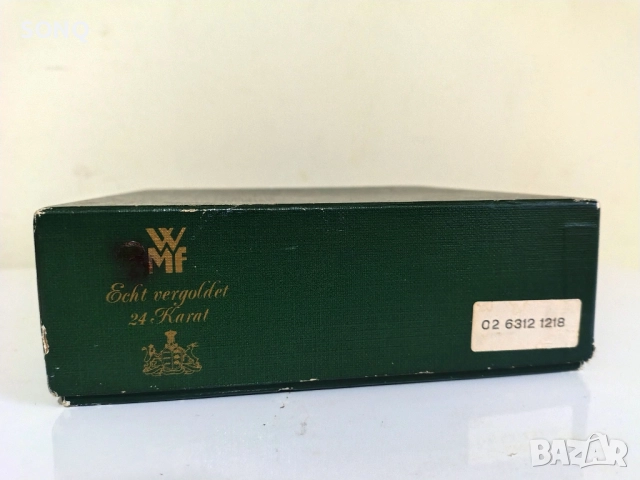 WMF
Echt vergoldet
24 Karat
02 6312 1218
BAZAR